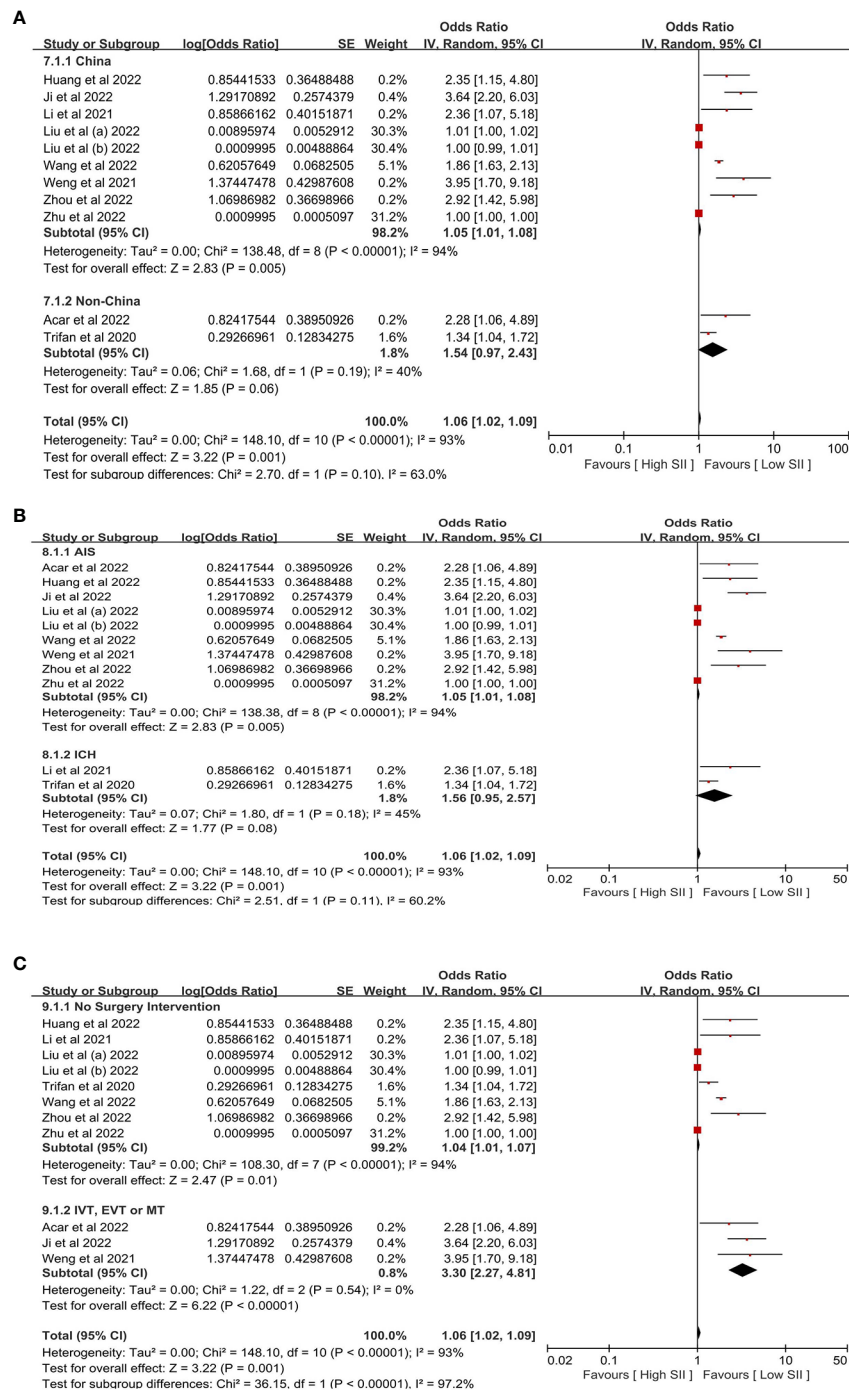 A
Odds Ratio Odds Ratio
Study or Subgroup log[Odds Ratio] SE Weight IV, Random, 95% CI IV, Random, 95% CI
7.1.1 China
Huang et al 2022 0.85441533 0.36488488 0.2% 2.35 [1.15, 4.80]
Ji et al 2022 1.29170892 0.2574379 0.4% 3.64 [2.20, 6.03]
Li et al 2021 0.85866162 0.40151871 0.2% 2.36 [1.07, 5.18]
Liu et al (a) 2022 0.00895974 0.0052912 30.3% 1.01 [1.00, 1.02]
Liu et al (b) 2022 0.0009995 0.00488864 30.4% 1.00 [0.99, 1.01]
Wang et al 2022 0.62057649 0.0682505 5.1% 1.86 [1.63, 2.13]
Weng et al 2021 1.37447478 0.42987608 0.2% 3.95 [1.70, 9.18]
Zhou et al 2022 1.06986982 0.36698966 0.2% 2.92 [1.42, 5.98]
Zhu et al 2022 0.0009995 0.0005097 31.2% 1.00 [1.00, 1.00]
Subtotal (95% CI) 98.2% 1.05 [1.01, 1.08]
Heterogeneity: Tau² = 0.00; Chi² = 138.48, df = 8 (P < 0.00001); I² = 94%
Test for overall effect: Z = 2.83 (P = 0.005)
7.1.2 Non-China
Acar et al 2022 0.82417544 0.38950926 0.2% 2.28 [1.06, 4.89]
Trifan et al 2020 0.29266961 0.12834275 1.6% 1.34 [1.04, 1.72]
Subtotal (95% CI) 1.8% 1.54 [0.97, 2.43]
Heterogeneity: Tau² = 0.06; Chi² = 1.68, df = 1 (P = 0.19); I² = 40%
Test for overall effect: Z = 1.85 (P = 0.06)
Total (95% CI) 100.0% 1.06 [1.02, 1.09]
Heterogeneity: Tau² = 0.00; Chi² = 148.10, df = 10 (P < 0.00001); I² = 93%
Test for overall effect: Z = 3.22 (P = 0.001)
Test for subgroup differences: Chi² = 2.70, df = 1 (P = 0.10), I² = 63.0%
0.01 0.1 1 10 100
Favours [ High SII ] Favours [ Low SII ]
B
Odds Ratio Odds Ratio
Study or Subgroup log[Odds Ratio] SE Weight IV, Random, 95% CI IV, Random, 95% CI
8.1.1 AIS
Acar et al 2022 0.82417544 0.38950926 0.2% 2.28 [1.06, 4.89]
Huang et al 2022 0.85441533 0.36488488 0.2% 2.35 [1.15, 4.80]
Ji et al 2022 1.29170892 0.2574379 0.4% 3.64 [2.20, 6.03]
Liu et al (a) 2022 0.00895974 0.0052912 30.3% 1.01 [1.00, 1.02]
Liu et al (b) 2022 0.0009995 0.00488864 30.4% 1.00 [0.99, 1.01]
Wang et al 2022 0.62057649 0.0682505 5.1% 1.86 [1.63, 2.13]
Weng et al 2021 1.37447478 0.42987608 0.2% 3.95 [1.70, 9.18]
Zhou et al 2022 1.06986982 0.36698966 0.2% 2.92 [1.42, 5.98]
Zhu et al 2022 0.0009995 0.0005097 31.2% 1.00 [1.00, 1.00]
Subtotal (95% CI) 98.2% 1.05 [1.01, 1.08]
Heterogeneity: Tau² = 0.00; Chi² = 138.38, df = 8 (P < 0.00001); I² = 94%
Test for overall effect: Z = 2.83 (P = 0.005)
8.1.2 ICH
Li et al 2021 0.85866162 0.40151871 0.2% 2.36 [1.07, 5.18]
Trifan et al 2020 0.29266961 0.12834275 1.6% 1.34 [1.04, 1.72]
Subtotal (95% CI) 1.8% 1.56 [0.95, 2.57]
Heterogeneity: Tau² = 0.07; Chi² = 1.80, df = 1 (P = 0.18); I² = 45%
Test for overall effect: Z = 1.77 (P = 0.08)
Total (95% CI) 100.0% 1.06 [1.02, 1.09]
Heterogeneity: Tau² = 0.00; Chi² = 148.10, df = 10 (P < 0.00001); I² = 93%
Test for overall effect: Z = 3.22 (P = 0.001)
Test for subgroup differences: Chi² = 2.51, df = 1 (P = 0.11), I² = 60.2%
0.02 0.1 1 10 50
Favours [ High SII ] Favours [ Low SII ]
C
Odds Ratio Odds Ratio
Study or Subgroup log[Odds Ratio] SE Weight IV, Random, 95% CI IV, Random, 95% CI
9.1.1 No Surgery Intervention
Huang et al 2022 0.85441533 0.36488488 0.2% 2.35 [1.15, 4.80]
Li et al 2021 0.85866162 0.40151871 0.2% 2.36 [1.07, 5.18]
Liu et al (a) 2022 0.00895974 0.0052912 30.3% 1.01 [1.00, 1.02]
Liu et al (b) 2022 0.0009995 0.00488864 30.4% 1.00 [0.99, 1.01]
Trifan et al 2020 0.29266961 0.12834275 1.6% 1.34 [1.04, 1.72]
Wang et al 2022 0.62057649 0.0682505 5.1% 1.86 [1.63, 2.13]
Zhou et al 2022 1.06986982 0.36698966 0.2% 2.92 [1.42, 5.98]
Zhu et al 2022 0.0009995 0.0005097 31.2% 1.00 [1.00, 1.00]
Subtotal (95% CI) 99.2% 1.04 [1.01, 1.07]
Heterogeneity: Tau² = 0.00; Chi² = 108.30, df = 7 (P < 0.00001); I² = 94%
Test for overall effect: Z = 2.47 (P = 0.01)
9.1.2 IVT, EVT or MT
Acar et al 2022 0.82417544 0.38950926 0.2% 2.28 [1.06, 4.89]
Ji et al 2022 1.29170892 0.2574379 0.4% 3.64 [2.20, 6.03]
Weng et al 2021 1.37447478 0.42987608 0.2% 3.95 [1.70, 9.18]
Subtotal (95% CI) 0.8% 3.30 [2.27, 4.81]
Heterogeneity: Tau² = 0.00; Chi² = 1.22, df = 2 (P = 0.54); I² = 0%
Test for overall effect: Z = 6.22 (P < 0.00001)
Total (95% CI) 100.0% 1.06 [1.02, 1.09]
Heterogeneity: Tau² = 0.00; Chi² = 148.10, df = 10 (P < 0.00001); I² = 93%
Test for overall effect: Z = 3.22 (P = 0.001)
Test for subgroup differences: Chi² = 36.15, df = 1 (P < 0.00001), I² = 97.2%
0.02 0.1 1 10 50
Favours [ High SII ] Favours [ Low SII ]